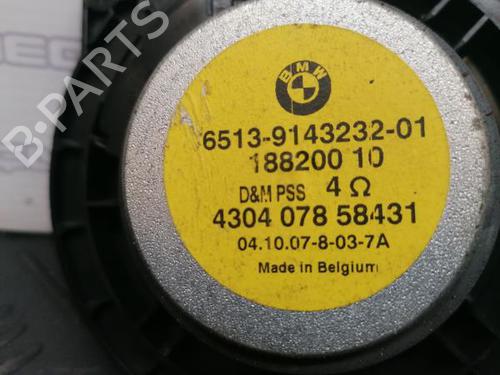 BMW
6513-9143232-01
188200 10
D&M PSS 4 Ω
4304 078 58431
04.10.07-8-03-7A
Made in Belgium
B-PARTS